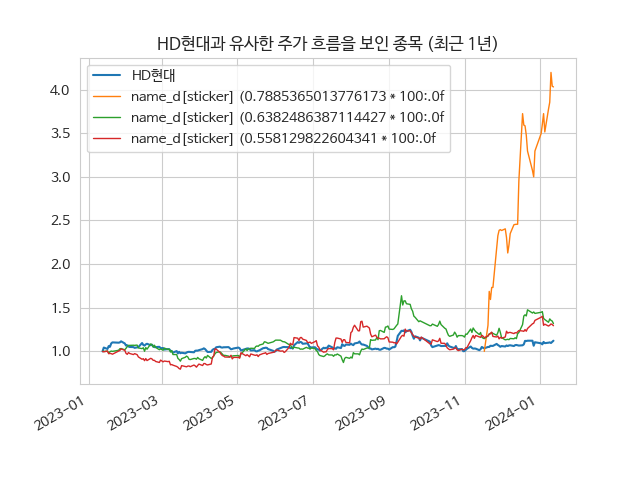 HD현대과 유사한 주가 흐름을 보인 종목 (최근 1년)
HD현대
name_d[sticker] (0.7885365013776173 * 100:.0f
name_d[sticker] (0.6382486387114427 * 100:.0f
name_d[sticker] (0.558129822604341 * 100:.0f
4.0
3.5
3.0
2.5
2.0
1.5
1.0
2023-01
2023-03
2023-05
2023-07
2023-09
2023-11
2024-01